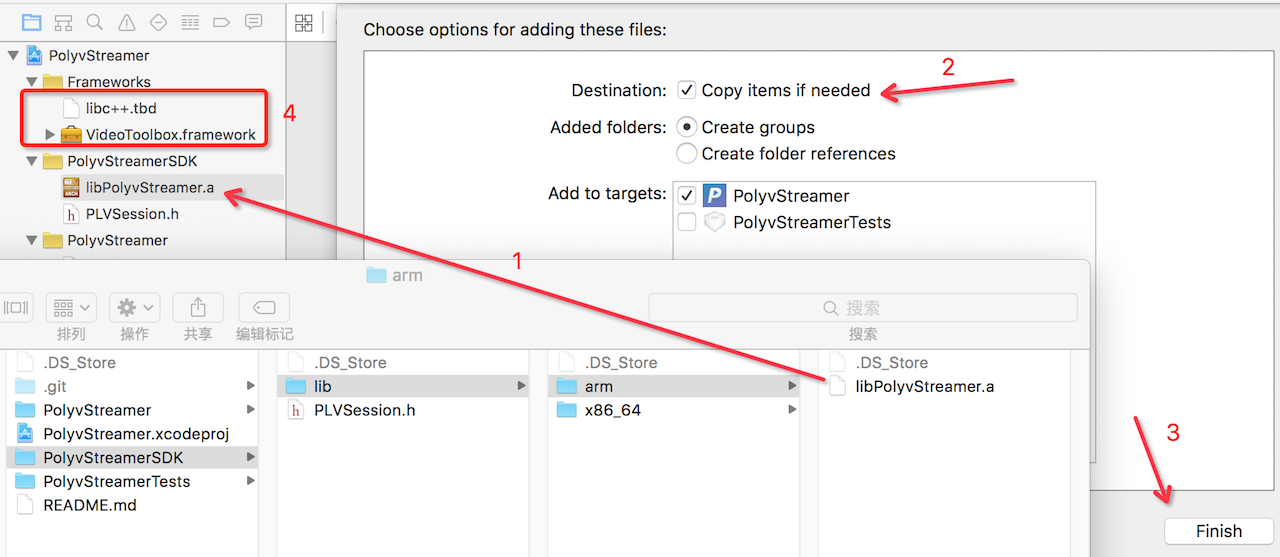 PolyvStreamer
Frameworks
libc++.tbd
VideoToolbox.framework
4
PolyvStreamerSDK
libPolyvStreamer.a
ARCH
h PLVSession.h
PolyvStreamer
Choose options for adding these files:
Destination: Copy items if needed
2
Added folders: Create groups
Create folder references
Add to targets: P PolyvStreamer
PolyvStreamerTests
1
arm
搜索
排列 操作 共享 编辑标记 搜索
.DS_Store
.git
PolyvStreamer
PolyvStreamer.xcodeproj
PolyvStreamerSDK
PolyvStreamerTests
README.md
.DS_Store
lib
h PLVSession.h
.DS_Store
arm
x86_64
.DS_Store
libPolyvStreamer.a
3
Finish